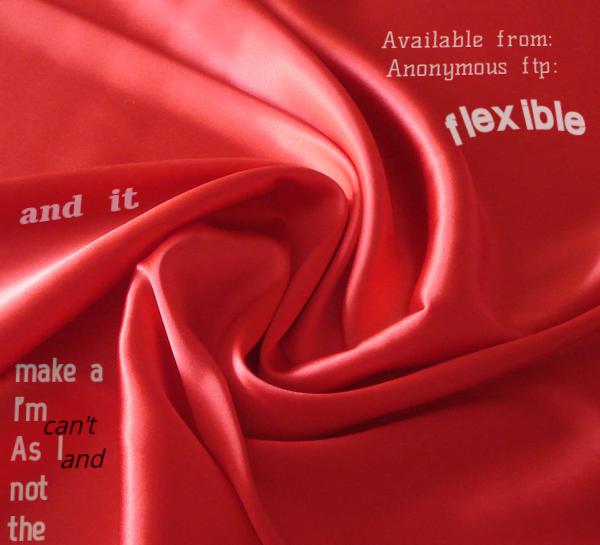 Available from:
Anonymous ftp:
flexible
and it
make a
I'm
As I
not
the
can't
and